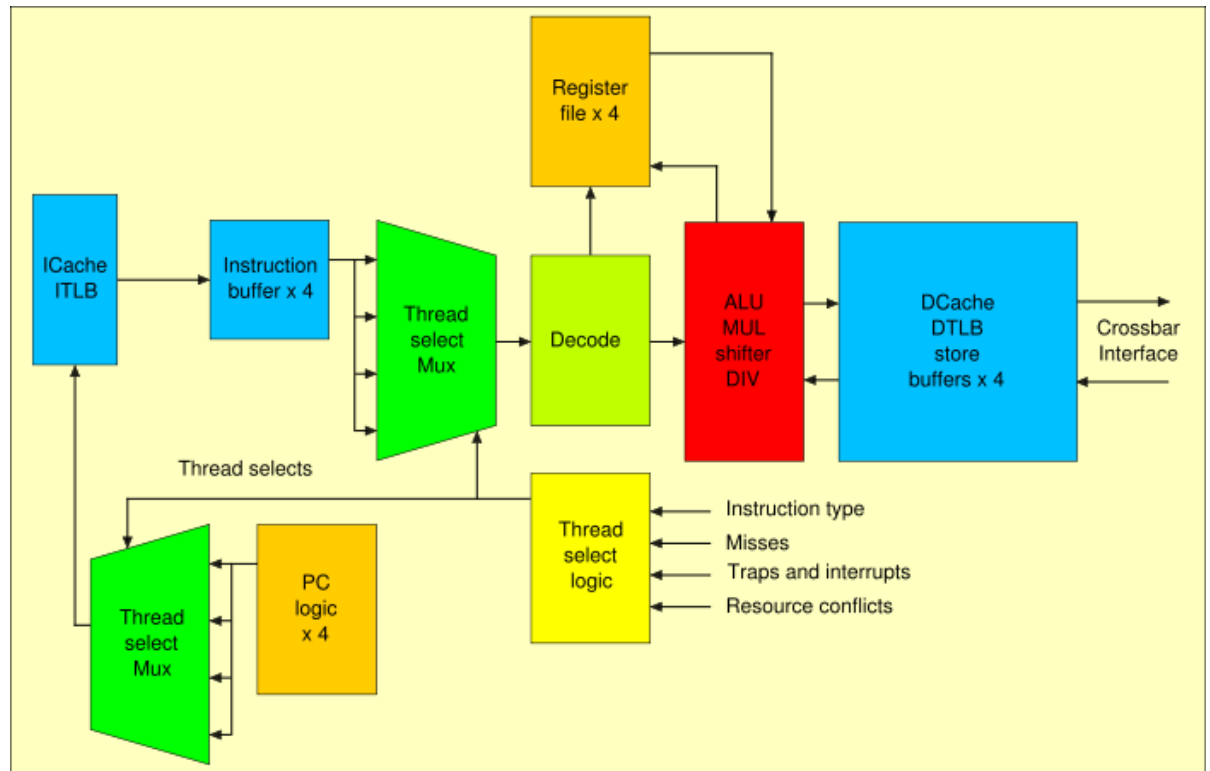 Register
file x 4
ICache
ITLB
Instruction
buffer x 4
Thread
select
Mux
Decode
ALU
MUL
shifter
DIV
DCache
DTLB
store
buffers x 4
Crossbar
Interface
Thread selects
Thread
select
logic
Instruction type
Misses
Traps and interrupts
Resource conflicts
Thread
select
Mux
PC
logic
x 4